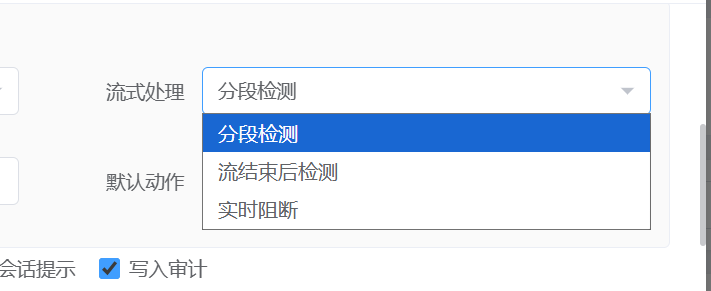 流式处理 分段检测
分段检测
流结束后检测
默认动作
实时阻断
会话提示 写入审计